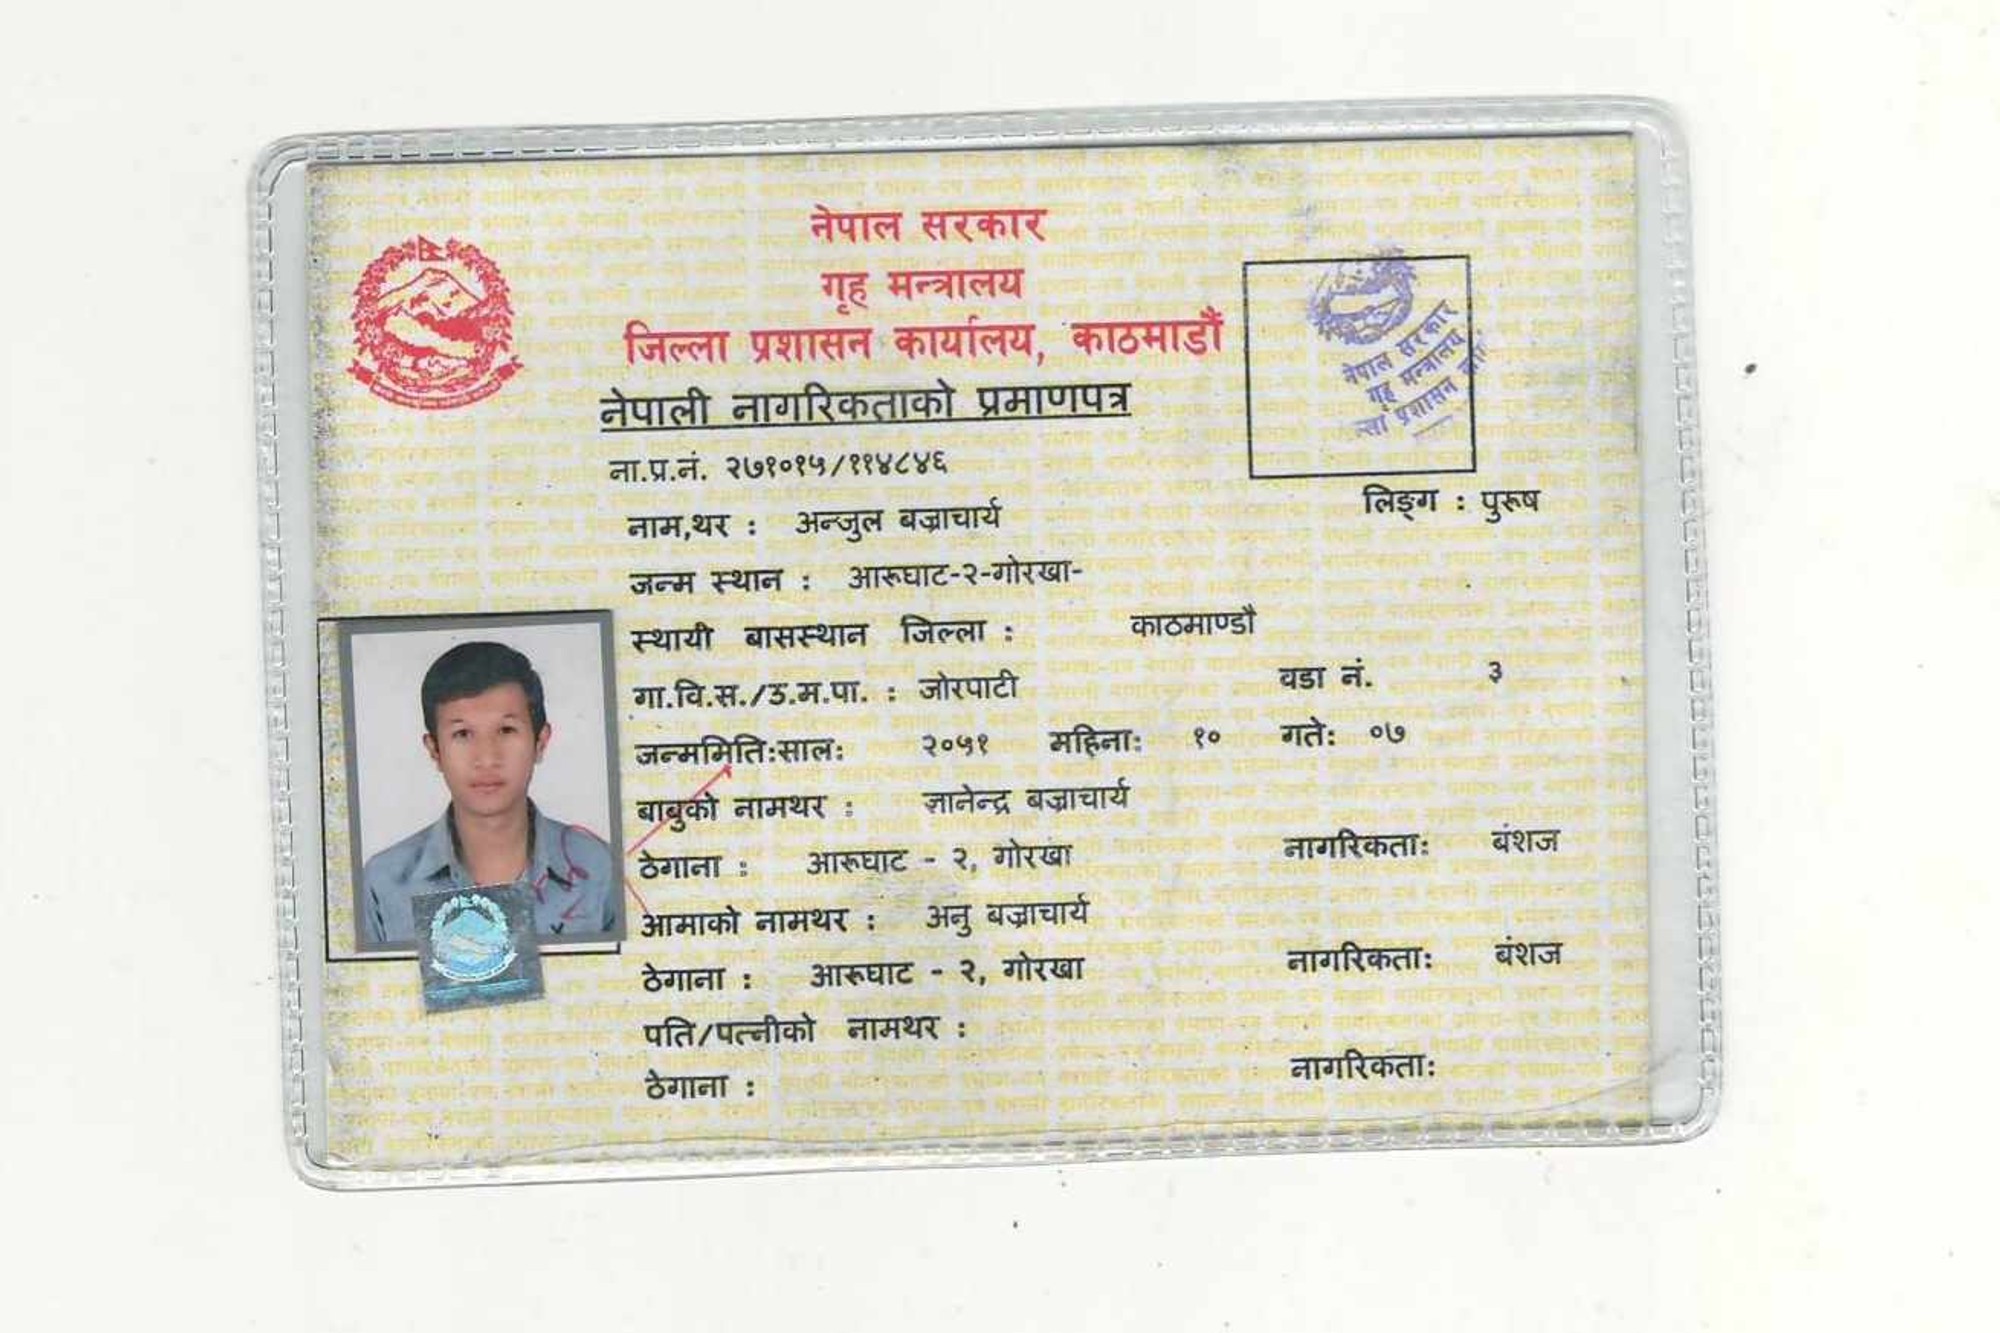 नेपाल सरकार
गृह मन्त्रालय
जिल्ला प्रशासन कार्यालय, काठमाडौं
नेपाली नागरिकताको प्रमाणपत्र
नेपाल सरकार
गृह मन्त्रालय
प्रशासन
ना.प्र.नं. २७१०१५/११४८४६
लिङ्ग : पुरूष
नाम,थर : अन्जुल बज्राचार्य
जन्म स्थान : आरूघाट-२-गोरखा-
स्थायी बासस्थान जिल्ला : काठमाण्डौ
गा.वि.स./उ.म.पा. : जोरपाटी वडा नं. ३
जन्ममिति:साल: २०५१ महिना: १० गते: ०७
बाबुको नामथर : ज्ञानेन्द्र बज्राचार्य
ठेगाना : आरूघाट - २, गोरखा नागरिकता: बंशज
आमाको नामथर : अनु बज्राचार्य
ठेगाना : आरूघाट - २, गोरखा नागरिकता: बंशज
पति/पत्नीको नामथर :
ठेगाना : नागरिकता: